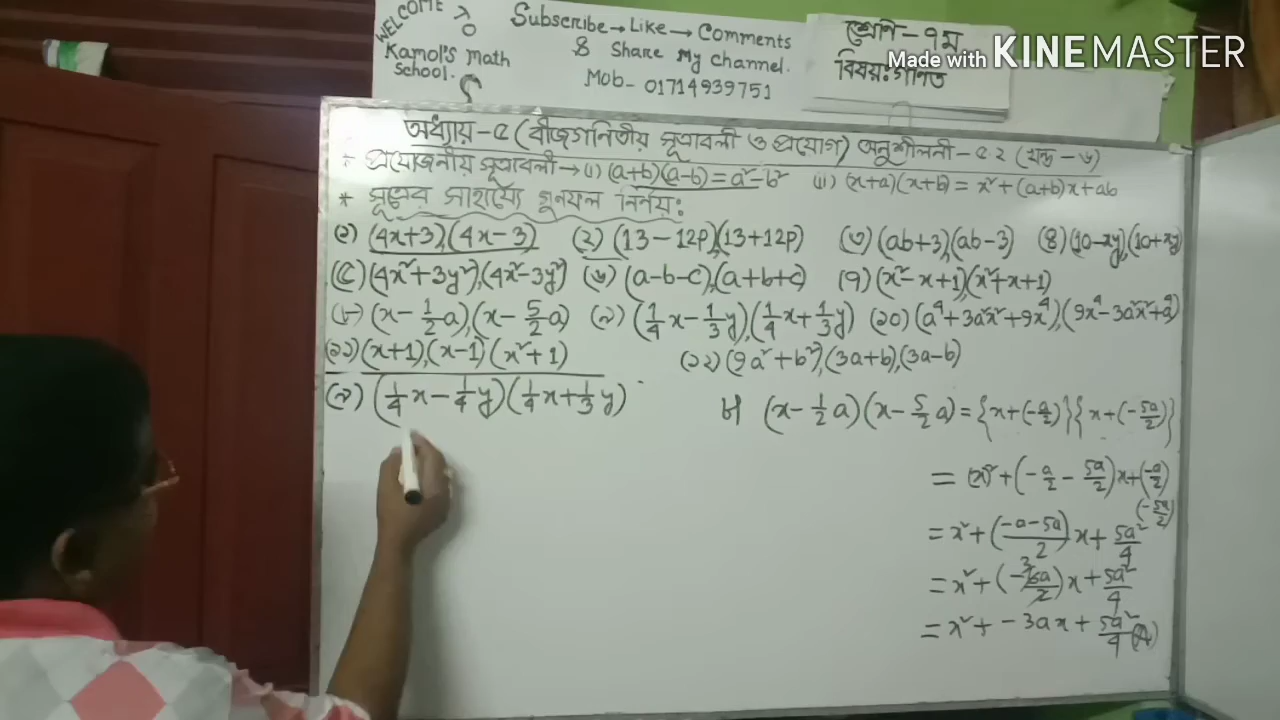 WELCOME TO
Kamol's Math
School.
Subscribe → Like → Comments
& Share My Channel.
Mob- 01714939751
শ্রেণি - ৭ম
বিষয়ঃ গণিত
Made with KINEMASTER
অধ্যায় - ৫ (বীজগণিতীয় সূত্রাবলী ও প্রয়োগ) অনুশীলনী - ৫.২ (খন্ড - ৬)
* প্রয়োজনীয় সূত্রাবলী → (i) (a+b)(a-b) = a²-b² (ii) (x+a)(x+b) = x²+(a+b)x+ab
* সূত্রের সাহায্যে গুনফল নির্নয়ঃ
(১) (4x+3),(4x-3) (২) (13-12p),(13+12p) (৩) (ab+3),(ab-3) (৪) (10-xy),(10+xy)
(৫) (4x²+3y²),(4x²-3y²) (৬) (a-b-c),(a+b+c) (৭) (x²-x+1),(x²+x+1)
(৮) (x-1/2a),(x-5/2a) (৯) (1/4x-1/3y),(1/4x+1/3y) (১০) (a⁴+3a²x²+9x⁴),(9x⁴-3a²x²+a⁴)
(১১) (x+1),(x-1)(x²+1) (১২) (9a²+b²),(3a+b),(3a-b)
(৯) (1/4x-1/4y)(1/4x+1/3y)
(x-1/2a)(x-5/2a) = {x+(-a/2)}{x+(-5a/2)}
= (x)²+(-a/2-5a/2)x+(-a/2)
(-5a/2)
= x²+(-a-5a/2)x+5a²/4
= x²+(-6a/2)x+5a²/4
= x²+-3ax+5a²/4